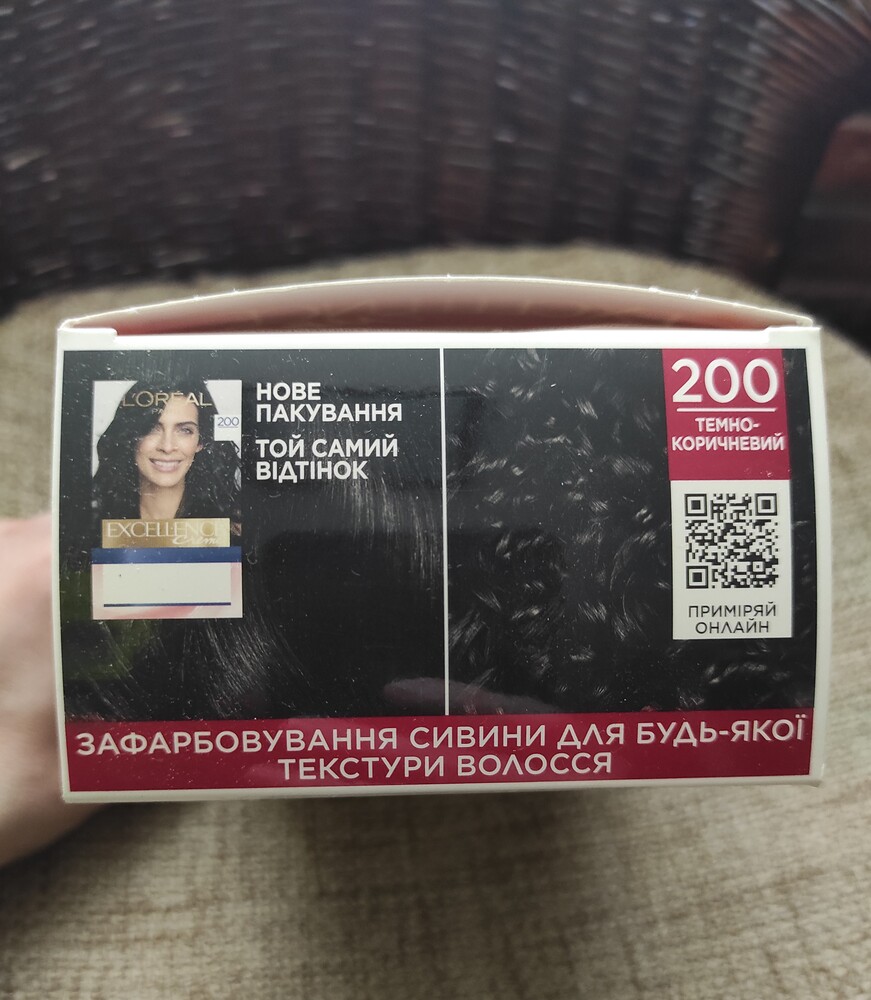 L'ORÉAL
200
EXCELLENCE
Crème
НОВЕ
ПАКУВАННЯ
ТОЙ САМИЙ
ВІДТІНОК
200
ТЕМНО-
КОРИЧНЕВИЙ
ПРИМІРЯЙ
ОНЛАЙН
ЗАФАРБОВУВАННЯ СИВИНИ ДЛЯ БУДЬ-ЯКОЇ
ТЕКСТУРИ ВОЛОССЯ